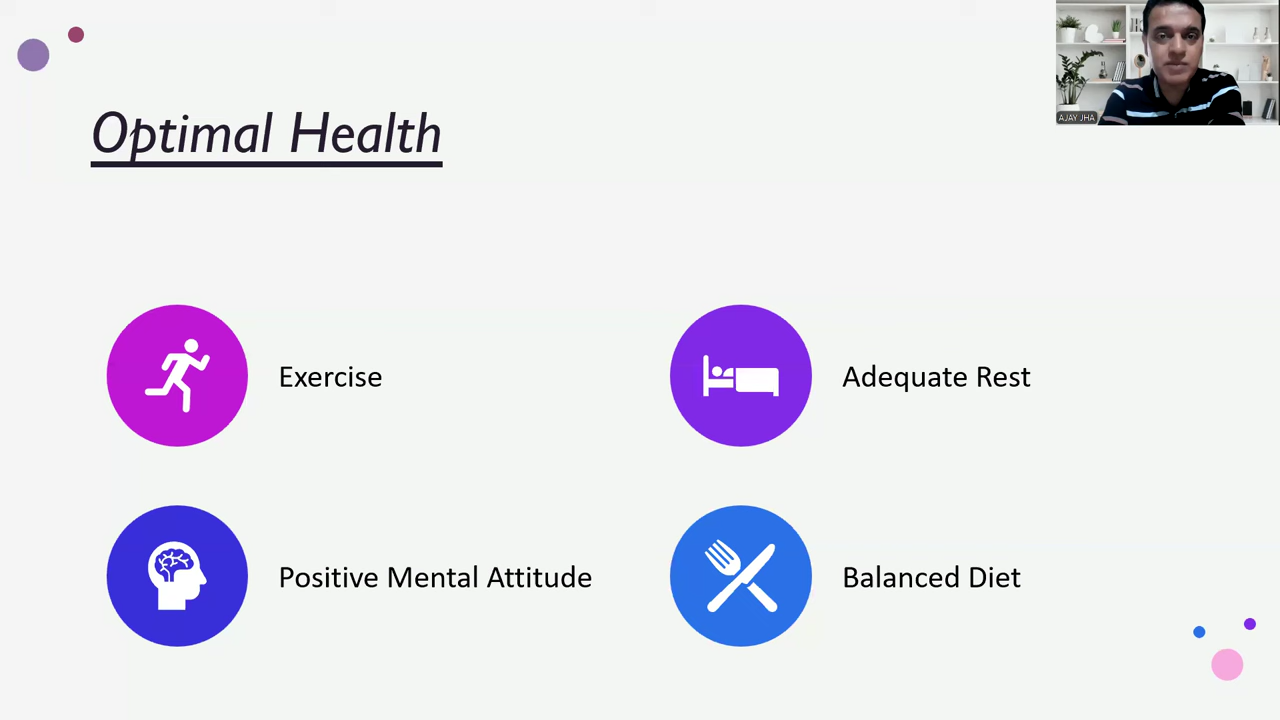 AJAY JHA
Optimal Health
Exercise
Adequate Rest
Positive Mental Attitude
Balanced Diet